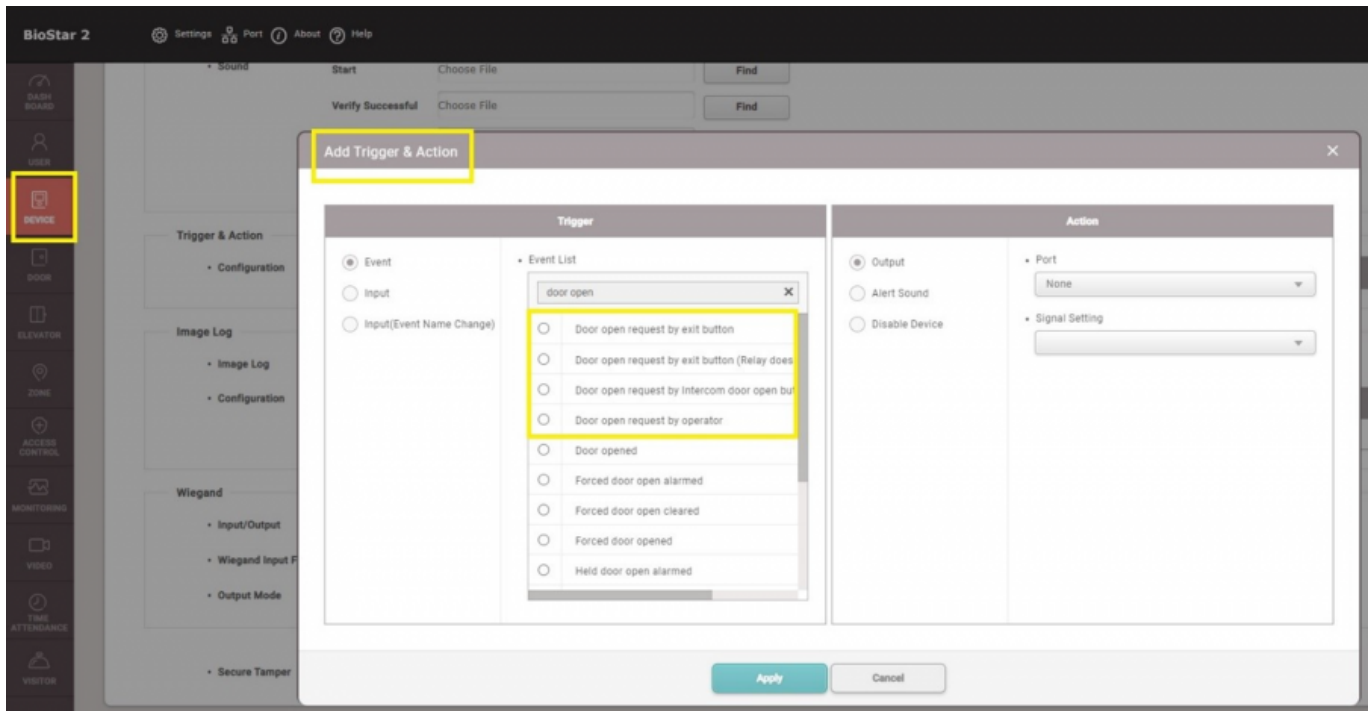 BioStar 2
Settings Port About Help
DASH
BOARD
USER
DEVICE
DOOR
ELEVATOR
ZONE
ACCESS
CONTROL
MONITORING
VIDEO
TIME
ATTENDANCE
VISITOR
• Sound
Start Choose File Find
Verify Successful Choose File Find
Trigger & Action
• Configuration
Image Log
• Image Log
• Configuration
Wiegand
• Input/Output
• Wiegand Input F
• Output Mode
• Secure Tamper
Add Trigger & Action
Trigger
Event
Input
Input(Event Name Change)
• Event List
door open
Door open request by exit button
Door open request by exit button (Relay does
Door open request by Intercom door open but
Door open request by operator
Door opened
Forced door open alarmed
Forced door open cleared
Forced door opened
Held door open alarmed
Action
Output
Alert Sound
Disable Device
• Port
None
• Signal Setting
Apply
Cancel